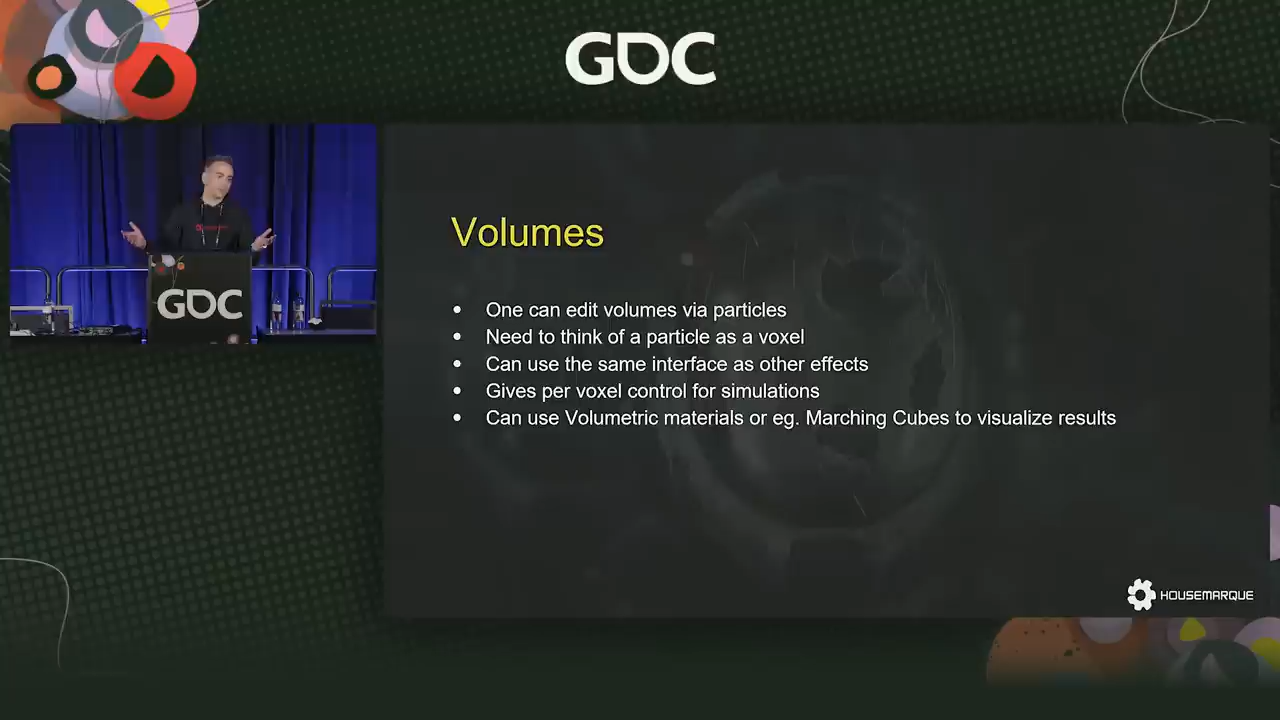 GDC
GDC
Volumes
• One can edit volumes via particles
• Need to think of a particle as a voxel
• Can use the same interface as other effects
• Gives per voxel control for simulations
• Can use Volumetric materials or eg. Marching Cubes to visualize results
HOUSEMARQUE